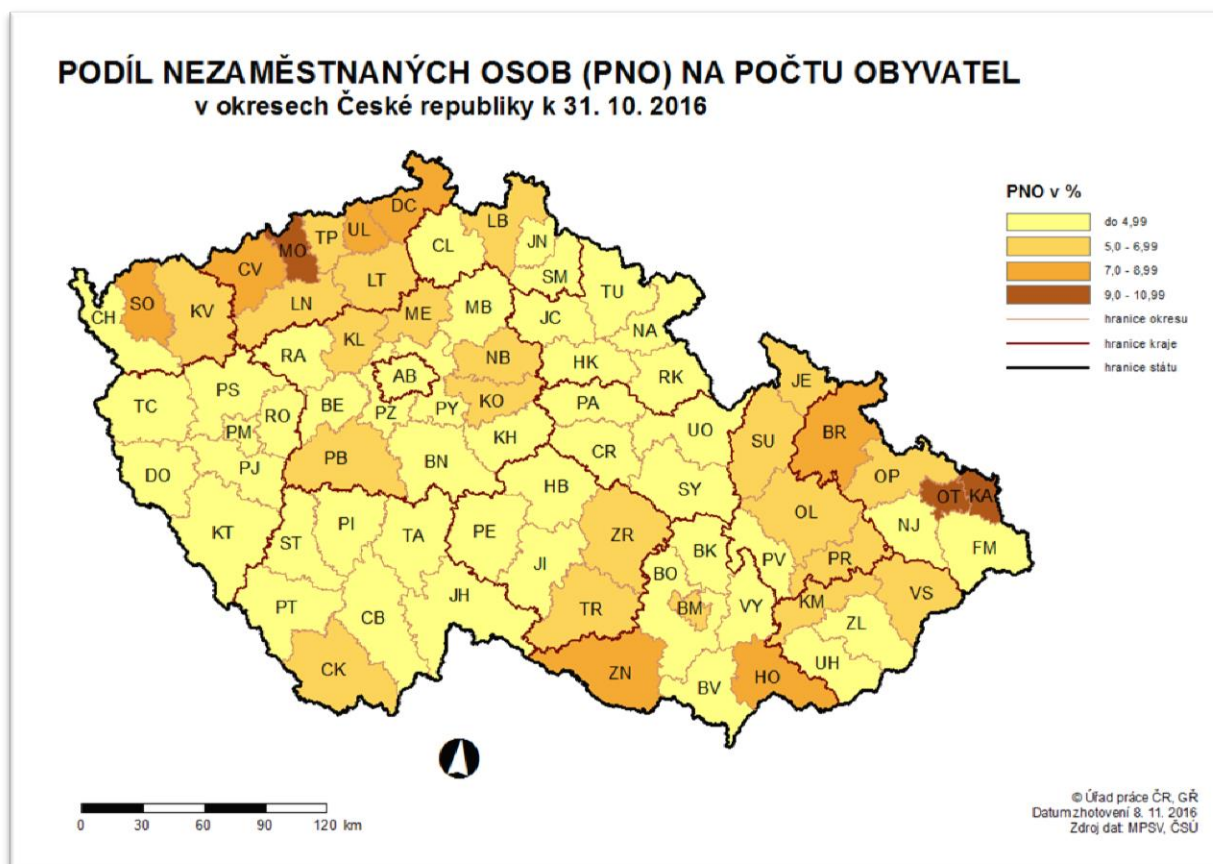 PODÍL NEZAMĚSTNANÝCH OSOB (PNO) NA POČTU OBYVATEL
v okresech České republiky k 31. 10. 2016
PNO v %
do 4,99
5,0 - 6,99
7,0 - 8,99
9,0 - 10,99
hranice okresu
hranice kraje
hranice státu
DC
LB
UL
TP
MO
CL
JN
CV
SM
LT
TU
SO
KV
LN
ME
MB
JC
CH
NA
RA
KL
NB
HK
AB
RK
JE
PS
TC
RO
BE
PZ
PY
KO
PA
PM
UO
SU
BR
KH
CR
DO
PJ
PB
BN
OP
HB
SY
OT
KA
OL
NJ
KT
ST
PI
TA
PE
ZR
BK
FM
JI
BO
PV
PR
PT
JH
TR
BM
VY
KM
VS
CB
ZL
CK
ZN
BV
HO
UH
0 30 60 90 120 km
© Úřad práce ČR, GŘ
Datum zhotovení 8. 11. 2016
Zdroj dat: MPSV, ČSÚ